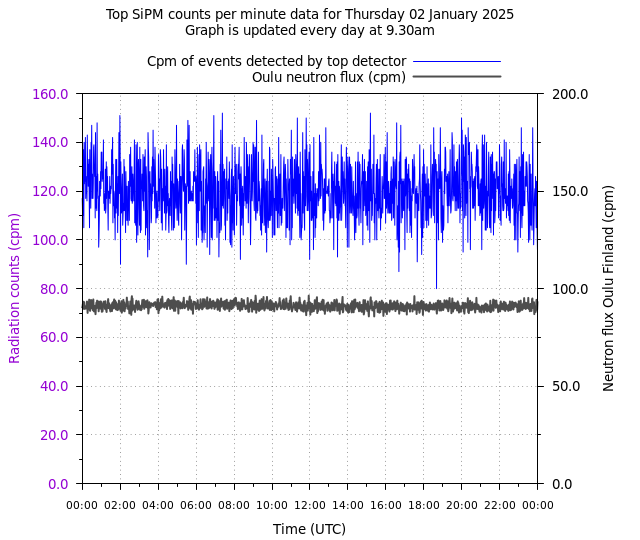 Top SiPM counts per minute data for Thursday 02 January 2025
Graph is updated every day at 9.30am
Cpm of events detected by top detector
Oulu neutron flux (cpm)
160.0
140.0
120.0
100.0
80.0
60.0
40.0
20.0
0.0
Radiation counts (cpm)
200.0
150.0
100.0
50.0
0.0
Neutron flux Oulu Finland (cpm)
00:00 02:00 04:00 06:00 08:00 10:00 12:00 14:00 16:00 18:00 20:00 22:00 00:00
Time (UTC)